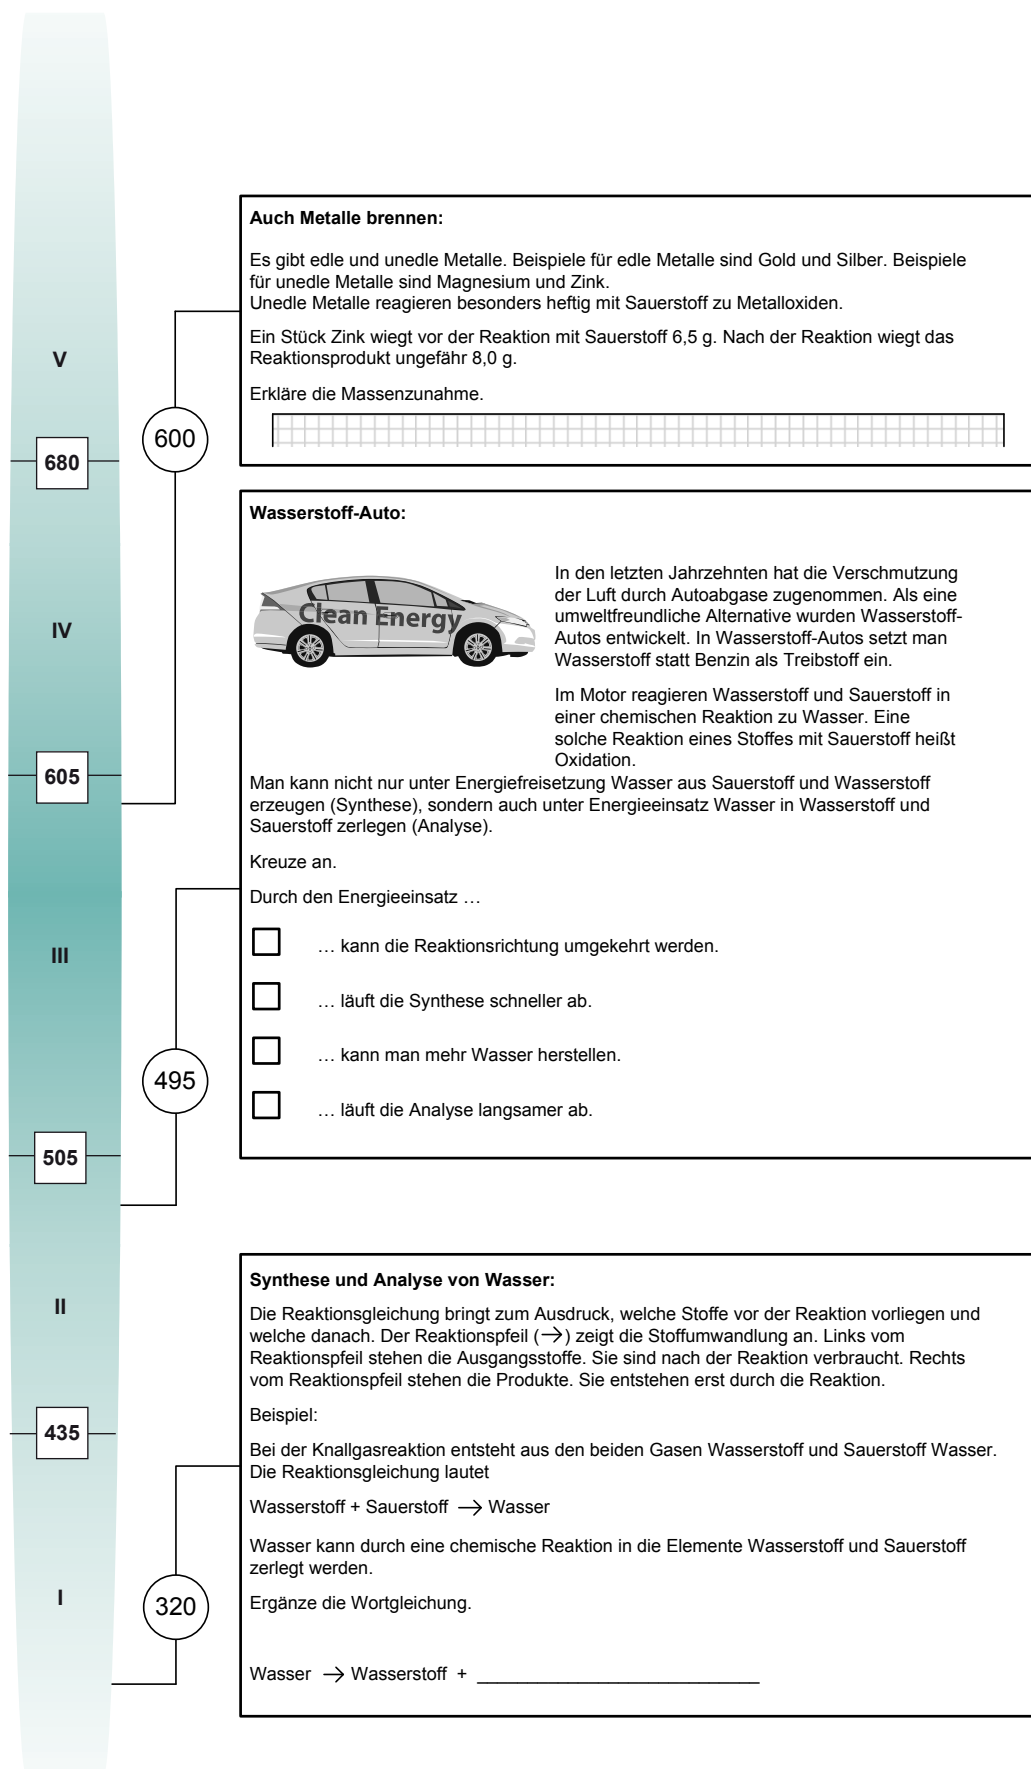 V
680
IV
605
III
505
II
435
I
600
495
320
Auch Metalle brennen:
Es gibt edle und unedle Metalle. Beispiele für edle Metalle sind Gold und Silber. Beispiele
für unedle Metalle sind Magnesium und Zink.
Unedle Metalle reagieren besonders heftig mit Sauerstoff zu Metalloxiden.
Ein Stück Zink wiegt vor der Reaktion mit Sauerstoff 6,5 g. Nach der Reaktion wiegt das
Reaktionsprodukt ungefähr 8,0 g.
Erkläre die Massenzunahme.
Wasserstoff-Auto:
Clean Energy
In den letzten Jahrzehnten hat die Verschmutzung
der Luft durch Autoabgase zugenommen. Als eine
umweltfreundliche Alternative wurden Wasserstoff-
Autos entwickelt. In Wasserstoff-Autos setzt man
Wasserstoff statt Benzin als Treibstoff ein.
Im Motor reagieren Wasserstoff und Sauerstoff in
einer chemischen Reaktion zu Wasser. Eine
solche Reaktion eines Stoffes mit Sauerstoff heißt
Oxidation.
Man kann nicht nur unter Energiefreisetzung Wasser aus Sauerstoff und Wasserstoff
erzeugen (Synthese), sondern auch unter Energieeinsatz Wasser in Wasserstoff und
Sauerstoff zerlegen (Analyse).
Kreuze an.
Durch den Energieeinsatz …
… kann die Reaktionsrichtung umgekehrt werden.
… läuft die Synthese schneller ab.
… kann man mehr Wasser herstellen.
… läuft die Analyse langsamer ab.
Synthese und Analyse von Wasser:
Die Reaktionsgleichung bringt zum Ausdruck, welche Stoffe vor der Reaktion vorliegen und
welche danach. Der Reaktionspfeil (→) zeigt die Stoffumwandlung an. Links vom
Reaktionspfeil stehen die Ausgangsstoffe. Sie sind nach der Reaktion verbraucht. Rechts
vom Reaktionspfeil stehen die Produkte. Sie entstehen erst durch die Reaktion.
Beispiel:
Bei der Knallgasreaktion entsteht aus den beiden Gasen Wasserstoff und Sauerstoff Wasser.
Die Reaktionsgleichung lautet
Wasserstoff + Sauerstoff → Wasser
Wasser kann durch eine chemische Reaktion in die Elemente Wasserstoff und Sauerstoff
zerlegt werden.
Ergänze die Wortgleichung.
Wasser → Wasserstoff + ____________________________